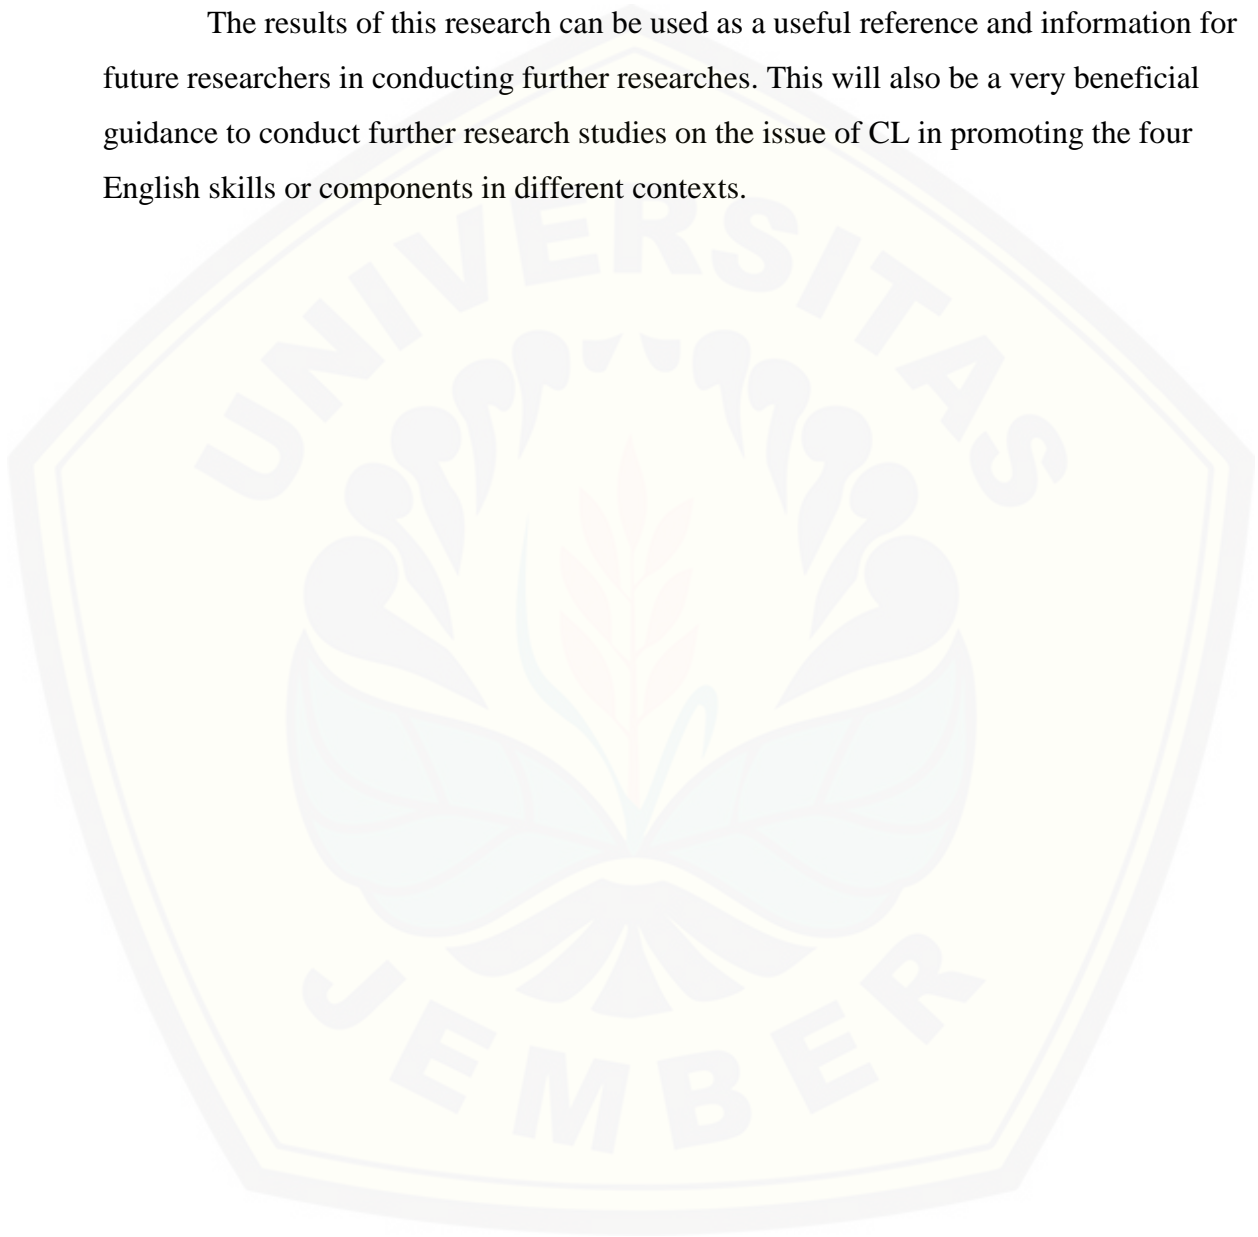 The results of this research can be used as a useful reference and information for
future researchers in conducting further researches. This will also be a very beneficial
guidance to conduct further research studies on the issue of CL in promoting the four
English skills or components in different contexts.
UNIVERSITAS
JEMBER